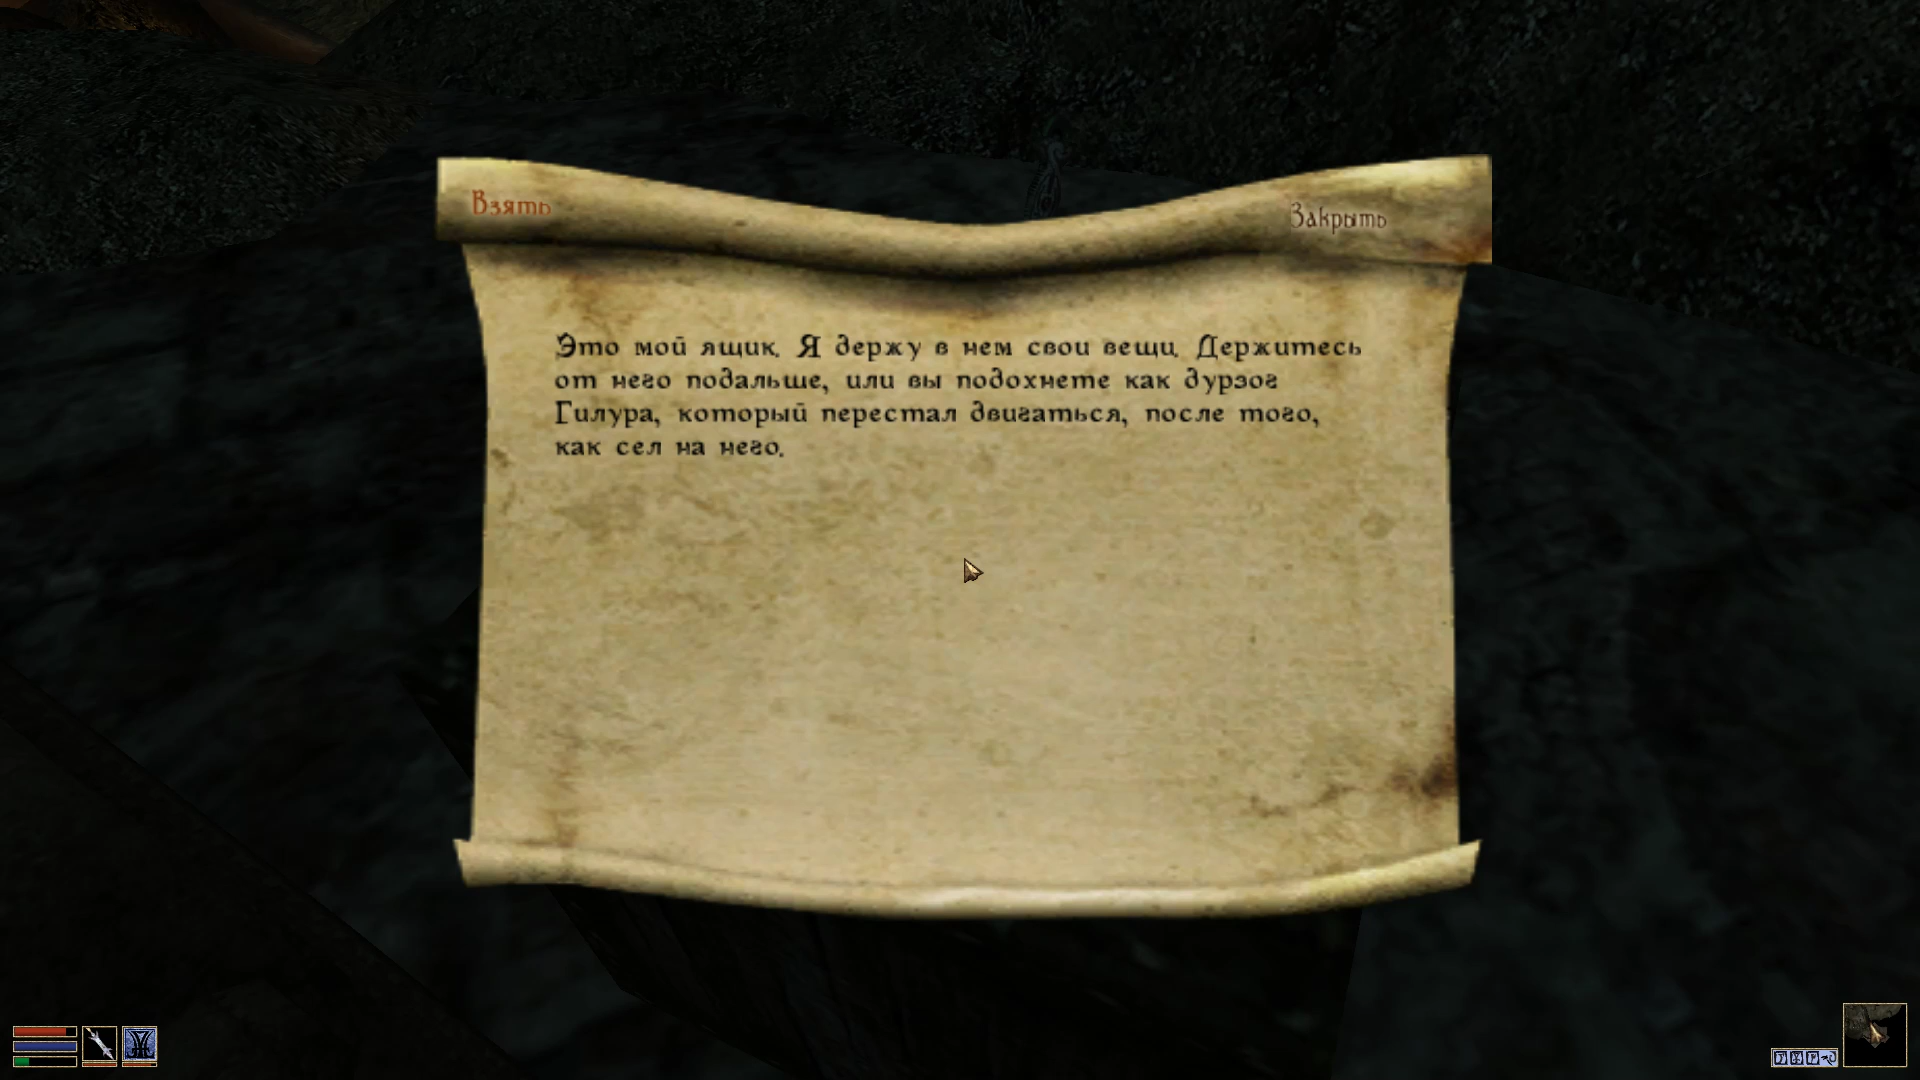 Взять
Закрыть
Это мой ящик. Я держу в нем свои вещи. Держитесь
от него подальше, или вы подохнете как дурзог
Гилура, который перестал двигаться, после того,
как сел на него.